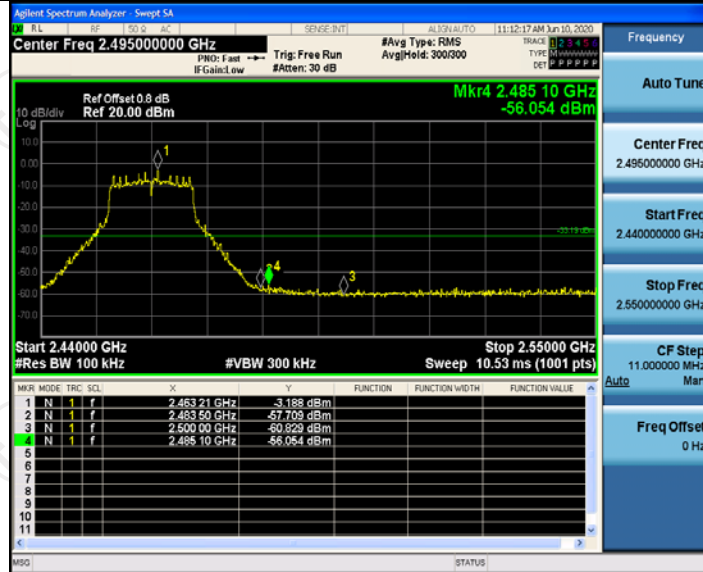 Agilent Spectrum Analyzer - Swept SA
RL RF 50 Ω AC SENSE:INT ALIGNAUTO 11:12:17 AM Jun 10, 2020
Center Freq 2.495000000 GHz
PNO: Fast
IFGain:Low
Trig: Free Run
#Atten: 30 dB
#Avg Type: RMS
Avg|Hold: 300/300
TRACE 1 2 3 4 5 6
TYPE M WWWWW
DET P P P P P P
Ref Offset 0.8 dB
10 dB/div Ref 20.00 dBm
Log
Mkr4 2.485 10 GHz
-56.054 dBm
10.0
0.00
-10.0
-20.0
-30.0
-40.0
-50.0
-60.0
-70.0
1
4
3
-33.19 dBm
Start 2.44000 GHz Stop 2.55000 GHz
#Res BW 100 kHz #VBW 300 kHz Sweep 10.53 ms (1001 pts)
MKR MODE TRC SCL X Y FUNCTION FUNCTION WIDTH FUNCTION VALUE
1 N 1 f 2.463 21 GHz -3.188 dBm
2 N 1 f 2.483 50 GHz -57.709 dBm
3 N 1 f 2.500 00 GHz -60.829 dBm
4 N 1 f 2.485 10 GHz -56.054 dBm
5
6
7
8
9
10
11
MSG STATUS
Frequency
Auto Tune
Center Freq
2.495000000 GHz
Start Freq
2.440000000 GHz
Stop Freq
2.550000000 GHz
CF Step
11.000000 MHz
Auto Man
Freq Offset
0 Hz